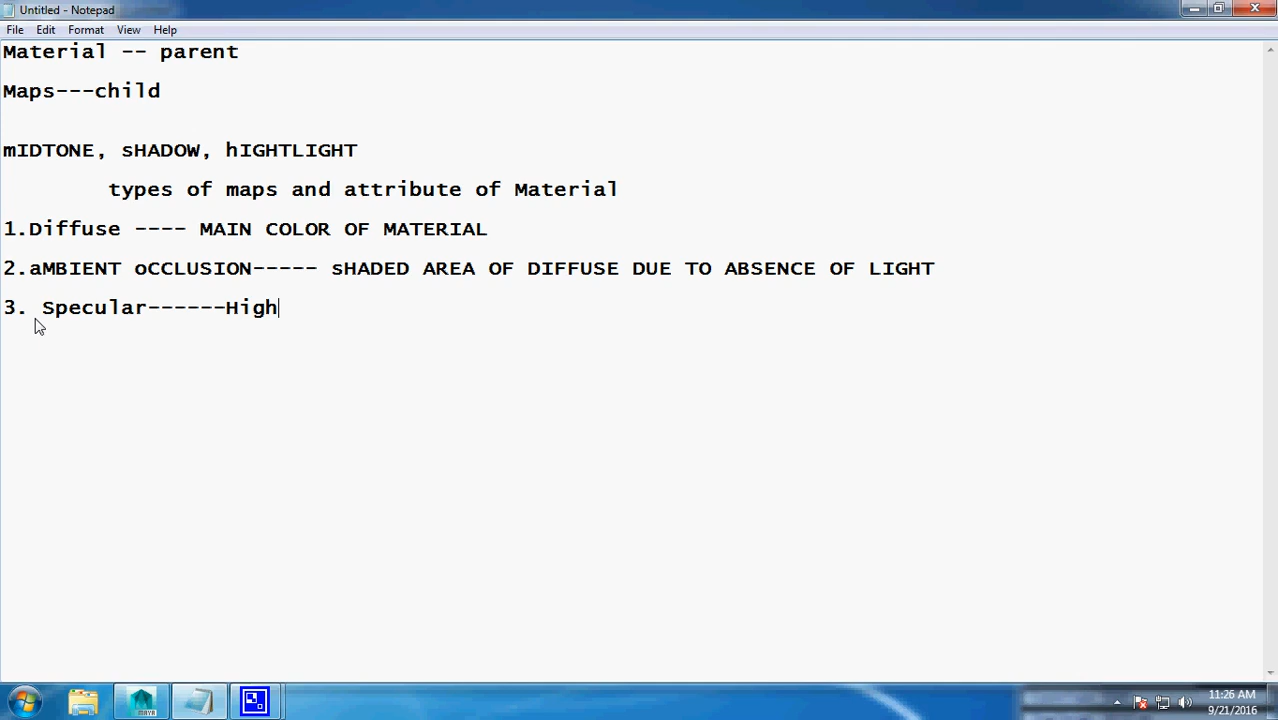 Untitled - Notepad
File Edit Format View Help
Material -- parent
Maps---child
mIDTONE, sHADOW, hIGHTLIGHT
types of maps and attribute of Material
1.Diffuse ---- MAIN COLOR OF MATERIAL
2.aMBIENT oCCLUSION----- sHADED AREA OF DIFFUSE DUE TO ABSENCE OF LIGHT
3. Specular------High
MAYA
11:26 AM
9/21/2016